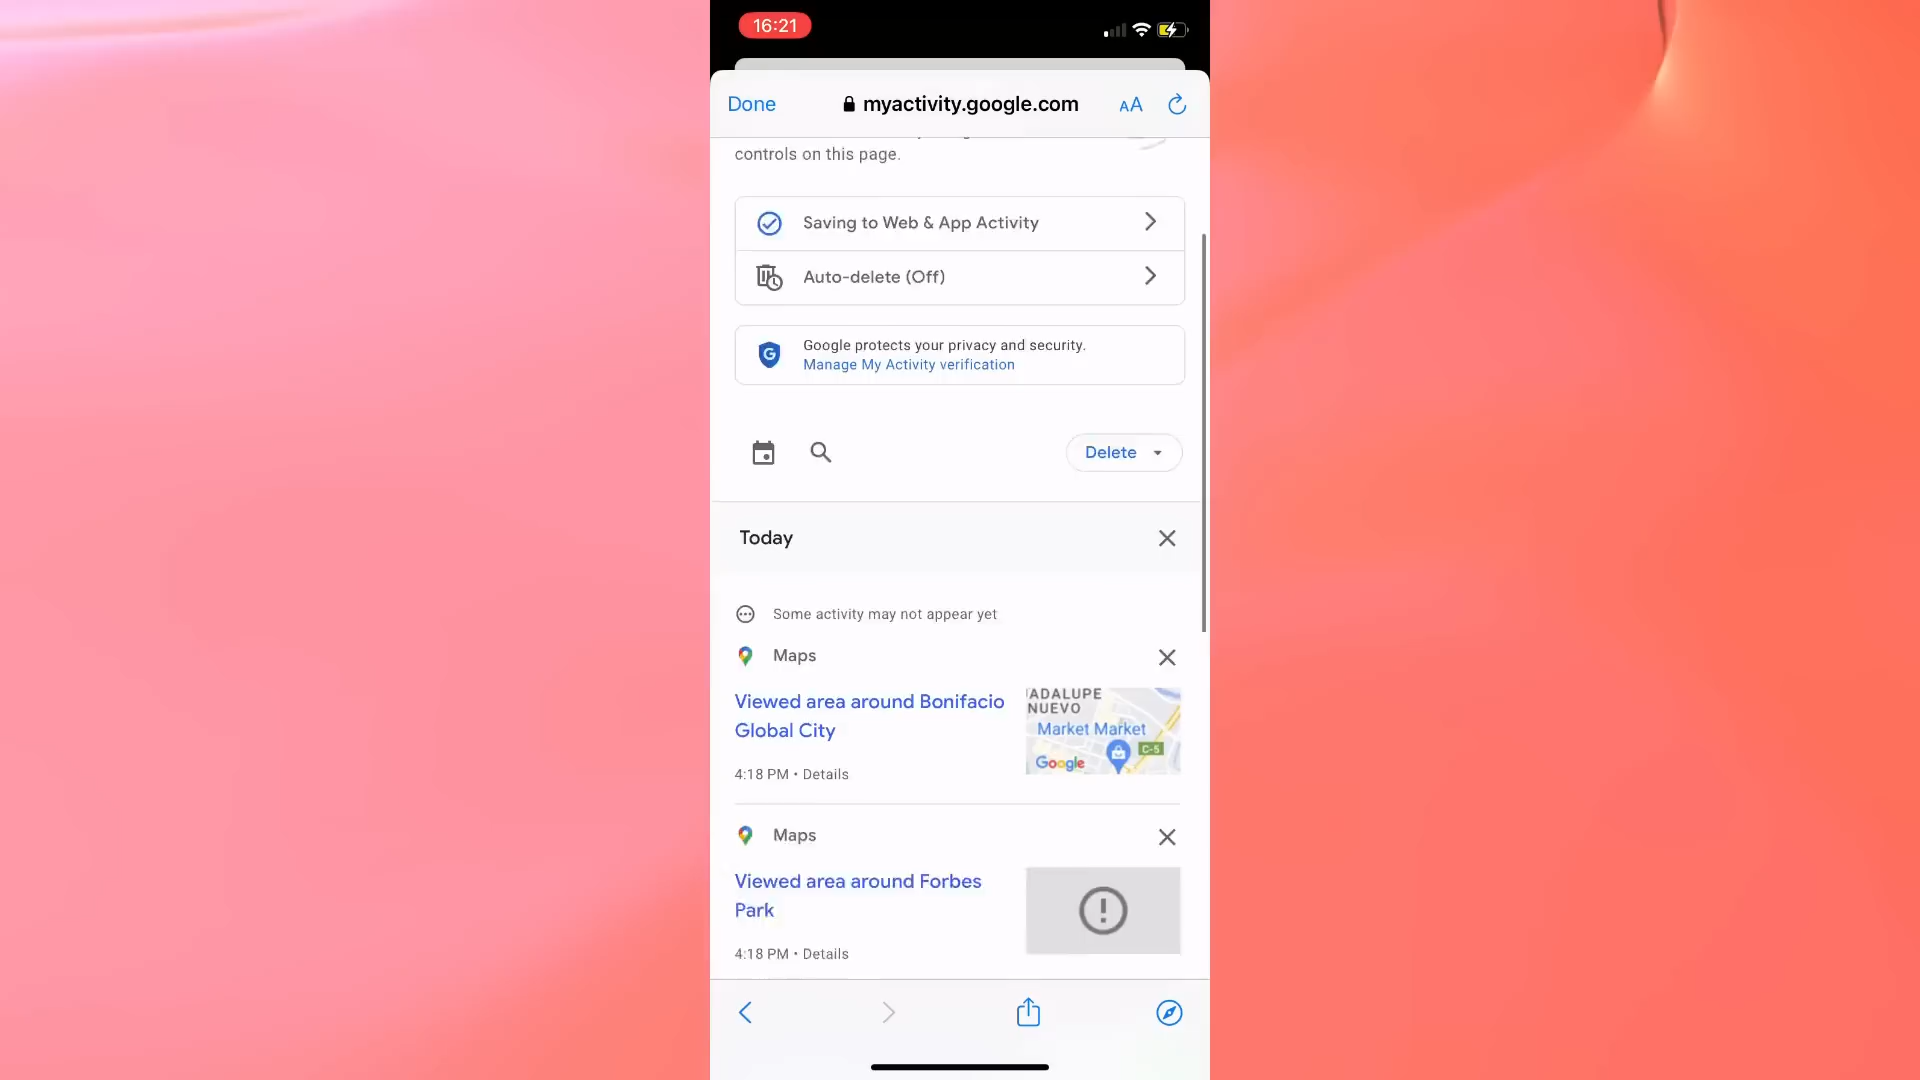 16:21
Done
myactivity.google.com
AA
controls on this page.
Saving to Web & App Activity
Auto-delete (Off)
Google protects your privacy and security.
Manage My Activity verification
Delete
Today
Some activity may not appear yet
Maps
Viewed area around Bonifacio
Global City
4:18 PM • Details
ADALUPE
NUEVO
Market Market
C-5
Google
Maps
Viewed area around Forbes
Park
4:18 PM • Details